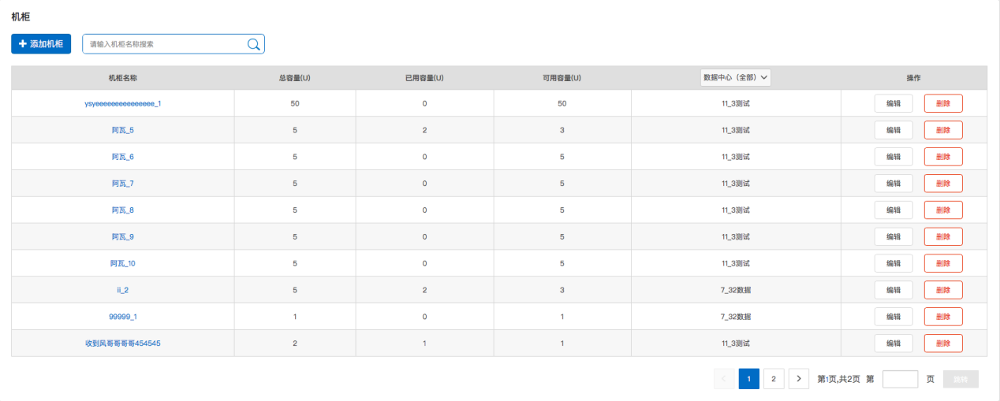 机柜
添加机柜 请输入机柜名称搜索
机柜名称 总容量(U) 已用容量(U) 可用容量(U) 数据中心（全部） 操作
ysyeeeeeeeeeeeeeee_1 50 0 50 11_3测试 编辑 删除
阿瓦_5 5 2 3 11_3测试 编辑 删除
阿瓦_6 5 0 5 11_3测试 编辑 删除
阿瓦_7 5 0 5 11_3测试 编辑 删除
阿瓦_8 5 0 5 11_3测试 编辑 删除
阿瓦_9 5 0 5 11_3测试 编辑 删除
阿瓦_10 5 0 5 11_3测试 编辑 删除
ii_2 5 2 3 7_32数据 编辑 删除
99999_1 1 0 1 7_32数据 编辑 删除
收到风哥哥哥哥454545 2 1 1 11_3测试 编辑 删除
1 2 第1页,共2页 第 页 跳转